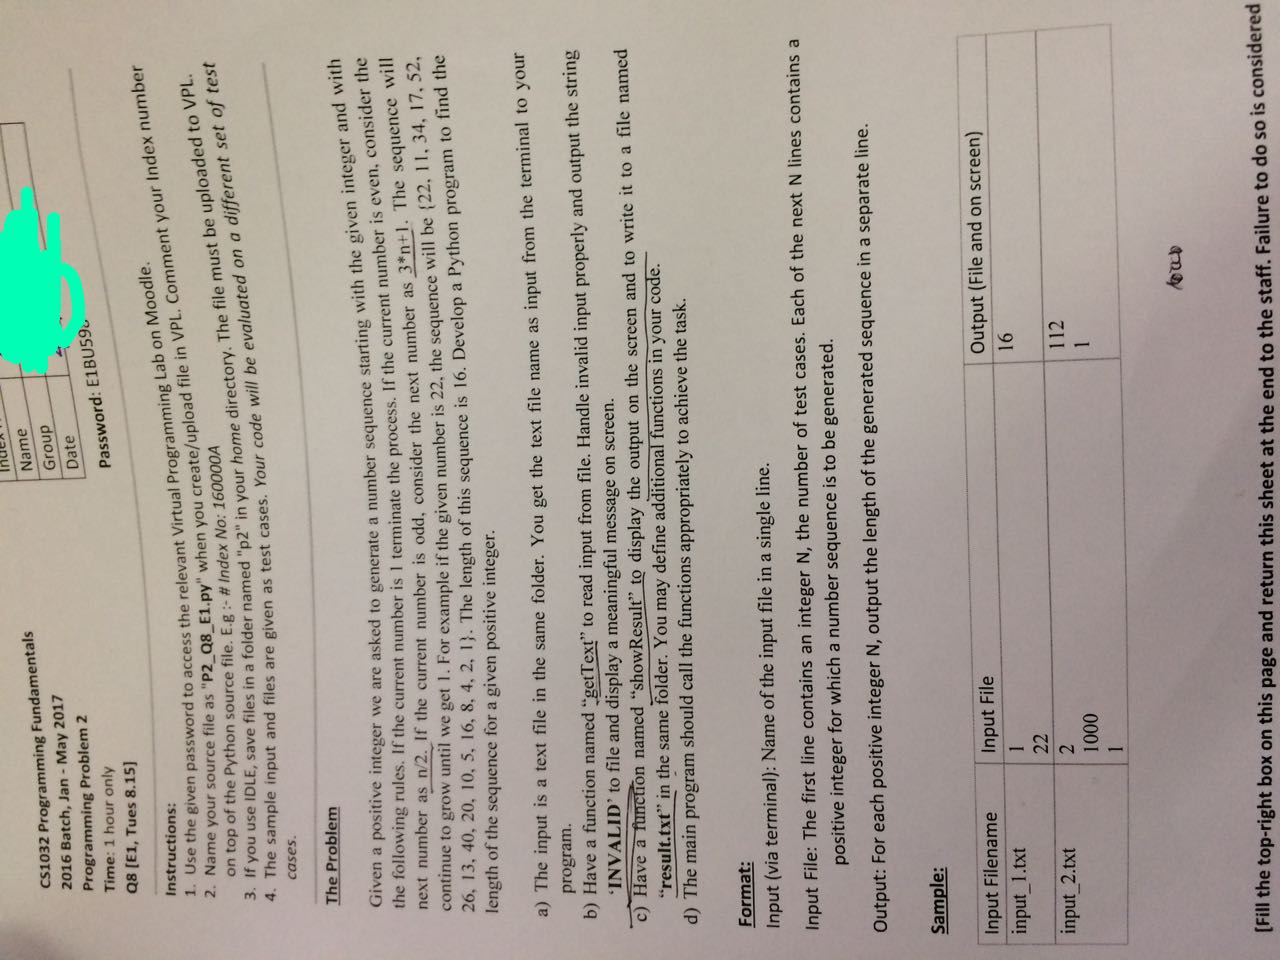 CS1032 Programming Fundamentals
2016 Batch, Jan - May 2017
Programming Problem 2
Time: 1 hour only
Q8 [E1, Tues 8.15]
Name
Group
Date
Password: E1BU59
Instructions:
1. Use the given password to access the relevant Virtual Programming Lab on Moodle.
2. Name your source file as "P2_Q8_E1.py" when you create/upload file in VPL. Comment your Index number
on top of the Python source file. E.g :- # Index No: 160000A
3. If you use IDLE, save files in a folder named "p2" in your home directory. The file must be uploaded to VPL.
4. The sample input and files are given as test cases. Your code will be evaluated on a different set of test
cases.
The Problem
Given a positive integer we are asked to generate a number sequence starting with the given integer and with
the following rules. If the current number is 1 terminate the process. If the current number is even, consider the
next number as n/2. If the current number is odd, consider the next number as 3*n+1. The sequence will
continue to grow until we get 1. For example if the given number is 22, the sequence will be {22, 11, 34, 17, 52,
26, 13, 40, 20, 10, 5, 16, 8, 4, 2, 1}. The length of this sequence is 16. Develop a Python program to find the
length of the sequence for a given positive integer.
a) The input is a text file in the same folder. You get the text file name as input from the terminal to your
program.
b) Have a function named “getText” to read input from file. Handle invalid input properly and output the string
‘INVALID’ to file and display a meaningful message on screen.
c) Have a function named “showResult” to display the output on the screen and to write it to a file named
“result.txt” in the same folder. You may define additional functions in your code.
d) The main program should call the functions appropriately to achieve the task.
Format:
Input (via terminal): Name of the input file in a single line.
Input File: The first line contains an integer N, the number of test cases. Each of the next N lines contains a
positive integer for which a number sequence is to be generated.
Output: For each positive integer N, output the length of the generated sequence in a separate line.
Sample:
Input Filename Input File Output (File and on screen)
input_1.txt 1 16
22
input_2.txt 2 112
1000 1
1
[Fill the top-right box on this page and return this sheet at the end to the staff. Failure to do so is considered